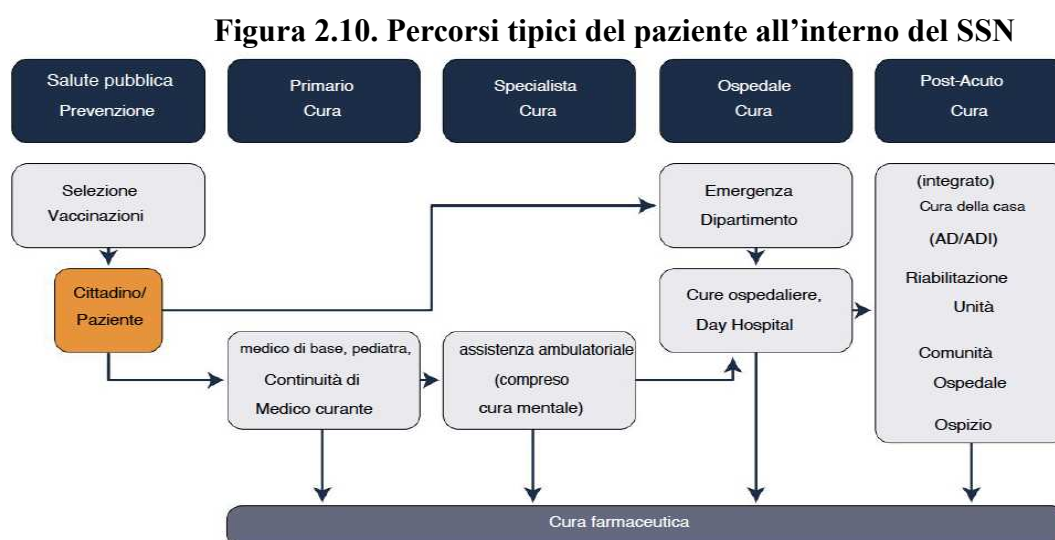 Figura 2.10. Percorsi tipici del paziente all’interno del SSN
Salute pubblica
Prevenzione
Primario
Cura
Specialista
Cura
Ospedale
Cura
Post-Acuto
Cura
Selezione
Vaccinazioni
Cittadino/
Paziente
medico di base, pediatra,
Continuità di
Medico curante
assistenza ambulatoriale
(compreso
cura mentale)
Emergenza
Dipartimento
Cure ospedaliere,
Day Hospital
(integrato)
Cura della casa
(AD/ADI)
Riabilitazione
Unità
Comunità
Ospedale
Ospizio
Cura farmaceutica